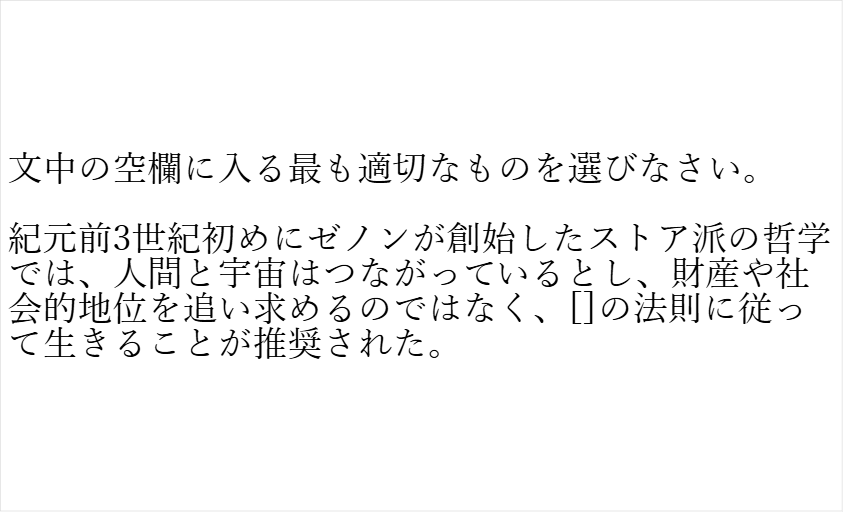 文中の空欄に入る最も適切なものを選びなさい。
紀元前3世紀初めにゼノンが創始したストア派の哲学
では、人間と宇宙はつながっているとし、財産や社
会的地位を追い求めるのではなく、[]の法則に従っ
て生きることが推奨された。